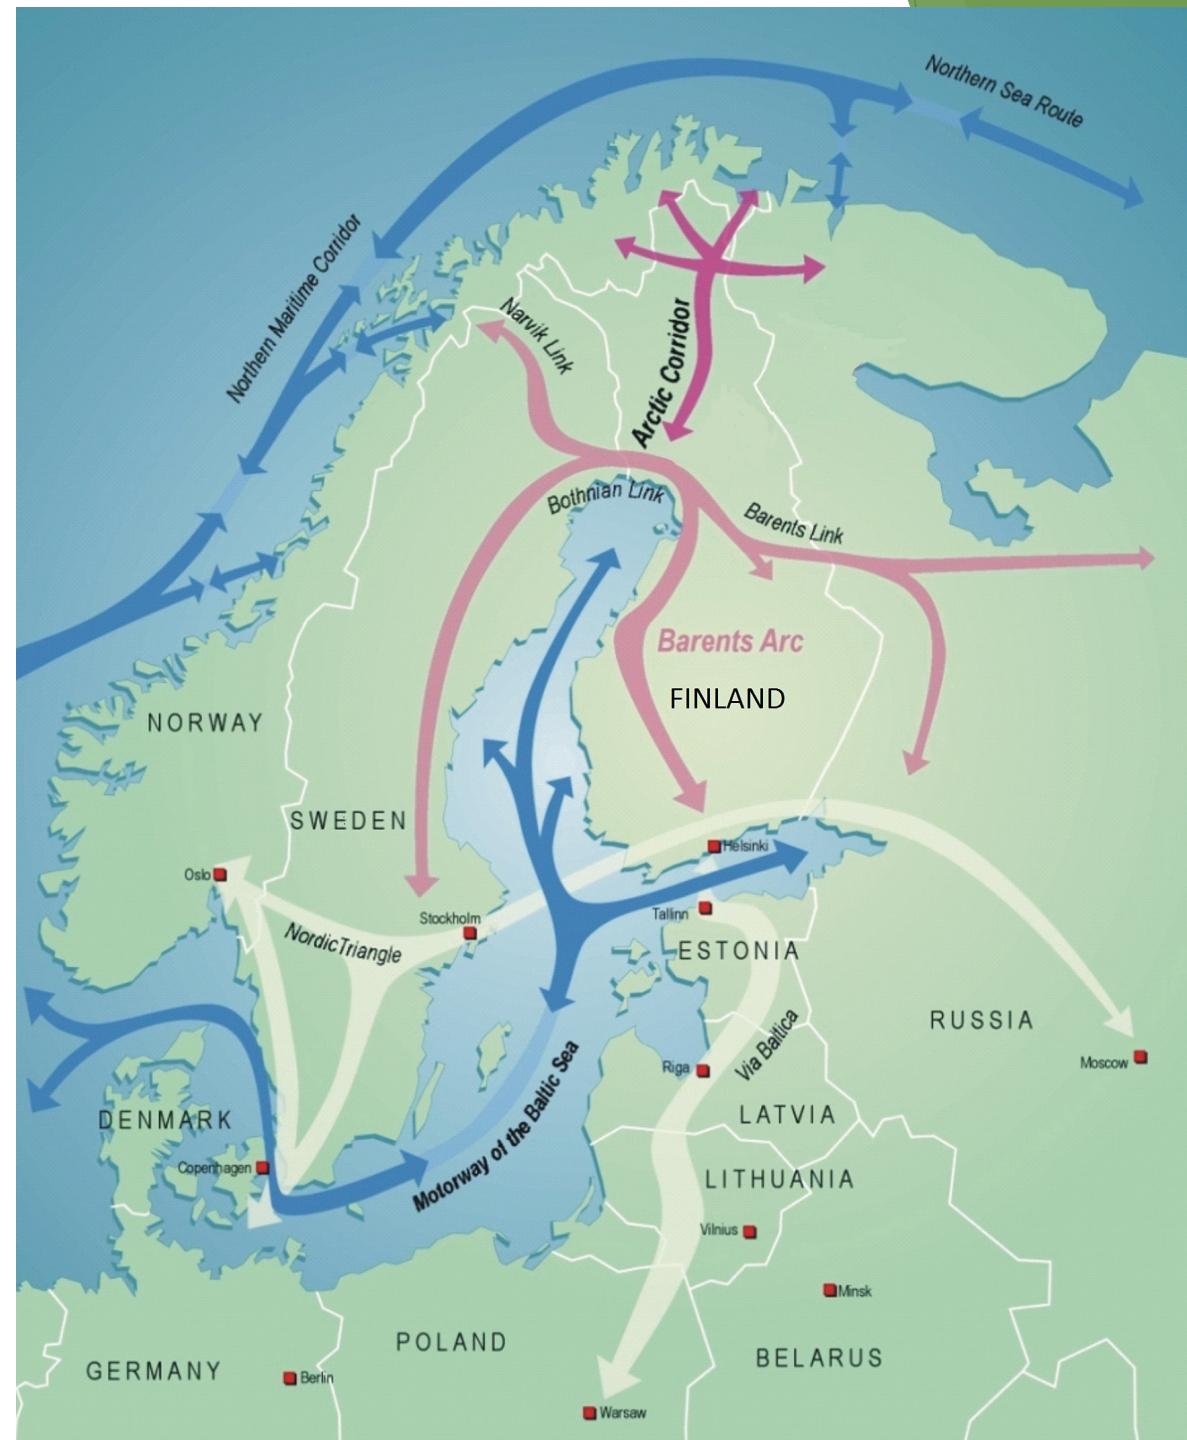 Northern Sea Route
Northern Maritime Corridor
Narvik Link
Arctic Corridor
Bothnian Link
Barents Link
Barents Arc
FINLAND
NORWAY
SWEDEN
Helsinki
Oslo
Stockholm
Tallinn
NordicTriangle
ESTONIA
RUSSIA
Via Baltica
Moscow
Riga
Motorway of the Baltic Sea
LATVIA
DENMARK
Copenhagen
LITHUANIA
Vilnius
Minsk
POLAND
BELARUS
GERMANY
Berlin
Warsaw